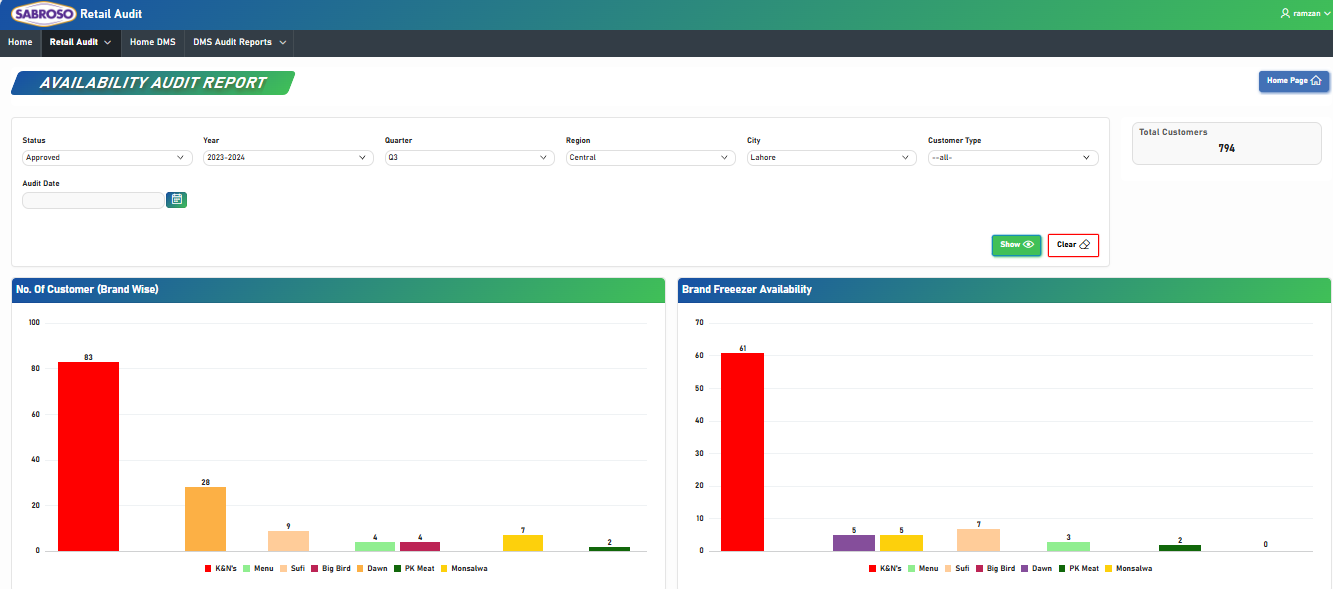 SABROSO Retail Audit
ramzan
Home Retail Audit Home DMS DMS Audit Reports
AVAILABILITY AUDIT REPORT
Home Page
Status Year Quarter Region City Customer Type
Approved 2023-2024 Q3 Central Lahore --all-
Audit Date
Show Clear
Total Customers
794
No. Of Customer (Brand Wise)
100
80
60
40
20
0
83
28
9
4
4
7
2
K&N's Menu Sufi Big Bird Dawn PK Meat Monsalwa
Brand Freeezer Availability
70
60
50
40
30
20
10
0
61
5
5
7
3
2
0
K&N's Menu Sufi Big Bird Dawn PK Meat Monsalwa